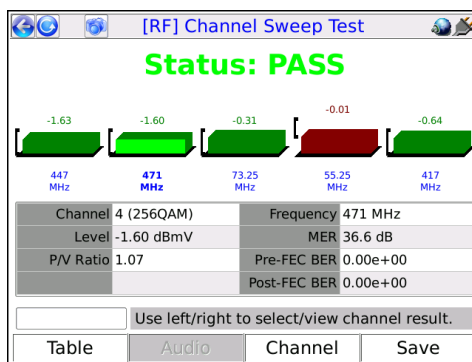 [RF] Channel Sweep Test
Status: PASS
-1.63 -1.60 -0.31 -0.01 -0.64
447 471 73.25 55.25 417
MHz MHz MHz MHz MHz
Channel 4 (256QAM) Frequency 471 MHz
Level -1.60 dBmV MER 36.6 dB
P/V Ratio 1.07 Pre-FEC BER 0.00e+00
Post-FEC BER 0.00e+00
Use left/right to select/view channel result.
Table Audio Channel Save